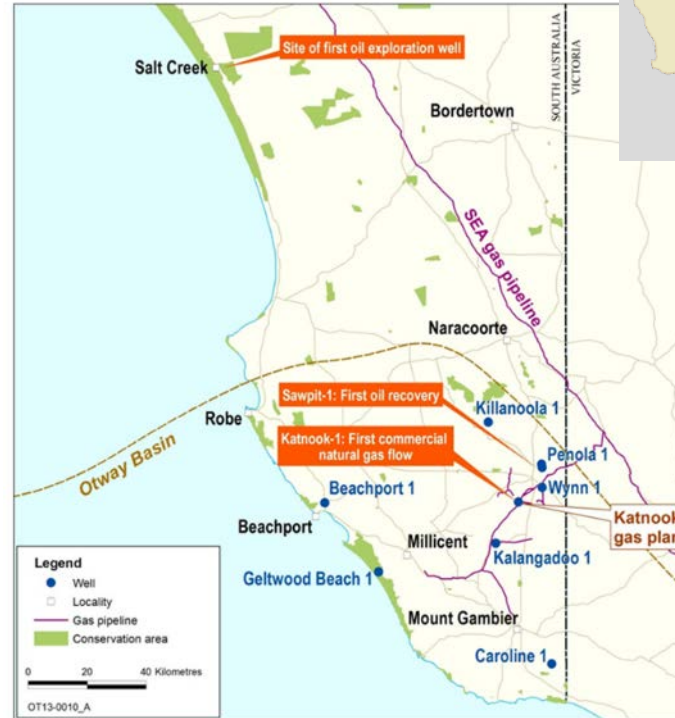 Site of first oil exploration well
Salt Creek
SOUTH AUSTRALIA
VICTORIA
Bordertown
SEA gas pipeline
Naracoorte
Sawpit-1: First oil recovery
Killanoola 1
Robe
Katnook-1: First commercial
natural gas flow
Penola 1
Otway Basin
Wynn 1
Beachport 1
Katnook
gas plan
Beachport
Millicent
Kalangadoo 1
Geltwood Beach 1
Mount Gambier
Caroline 1
Legend
Well
Locality
Gas pipeline
Conservation area
0 20 40 Kilometres
OT13-0010_A